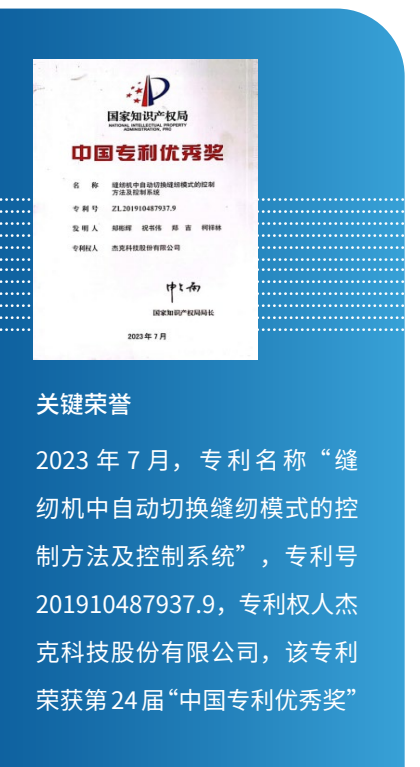 国家知识产权局
NATIONAL INTELLECTUAL PROPERTY
ADMINISTRATION, PRC
中国专利优秀奖
名 称 缝纫机中自动切换缝纫模式的控制
方法及控制系统
专 利 号 ZL201910487937.9
发 明 人 郑彬辉 祝书伟 郑 吉 柯铎林
专利权人 杰克科技股份有限公司
国家知识产权局局长
2023 年 7 月
关键荣誉
2023 年 7 月，专利名称“缝
纫机中自动切换缝纫模式的控
制方法及控制系统”，专利号
201910487937.9，专利权人杰
克科技股份有限公司，该专利
荣获第 24 届“中国专利优秀奖”